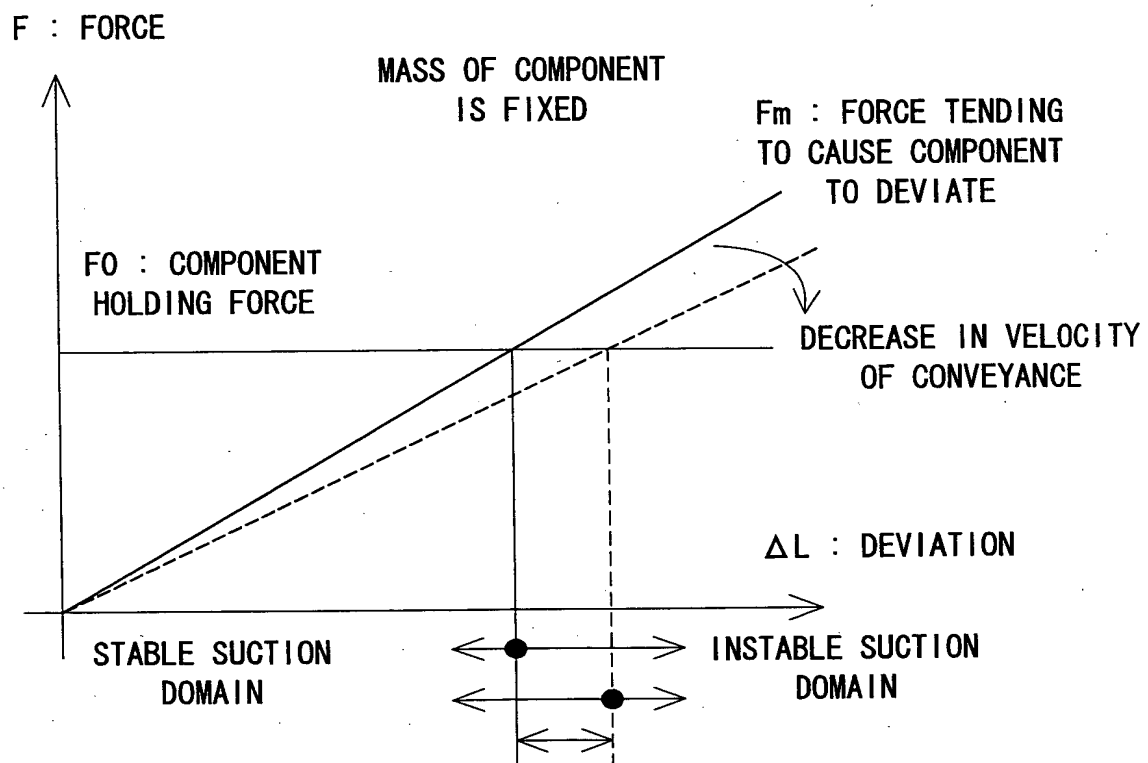 F : FORCE
MASS OF COMPONENT
IS FIXED
Fm : FORCE TENDING
TO CAUSE COMPONENT
TO DEVIATE
F0 : COMPONENT
HOLDING FORCE
DECREASE IN VELOCITY
OF CONVEYANCE
ΔL : DEVIATION
STABLE SUCTION
DOMAIN
INSTABLE SUCTION
DOMAIN